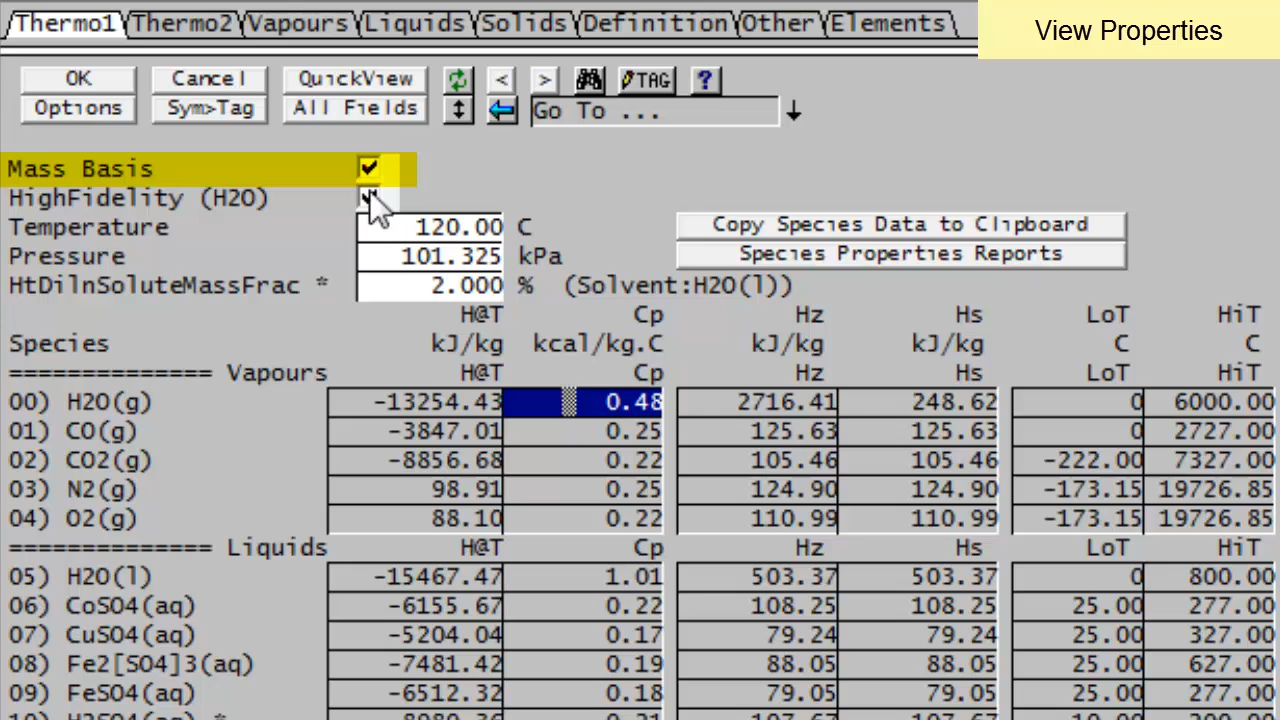 Thermo1 Thermo2 Vapours Liquids Solids Definition Other Elements
View Properties
OK Cancel QuickView < > TAG ?
Options Sym>Tag All Fields Go To ...
Mass Basis
HighFidelity (H2O)
Temperature 120.00 C Copy Species Data to Clipboard
Pressure 101.325 kPa Species Properties Reports
HtDilnSoluteMassFrac * 2.000 % (Solvent:H2O(l))
H@T Cp Hz Hs LoT HiT
Species kJ/kg kcal/kg.C kJ/kg kJ/kg C C
============== Vapours H@T Cp Hz Hs LoT HiT
00) H2O(g) -13254.43 0.48 2716.41 248.62 0 6000.00
01) CO(g) -3847.01 0.25 125.63 125.63 0 2727.00
02) CO2(g) -8856.68 0.22 105.46 105.46 -222.00 7327.00
03) N2(g) 98.91 0.25 124.90 124.90 -173.15 19726.85
04) O2(g) 88.10 0.22 110.99 110.99 -173.15 19726.85
============== Liquids H@T Cp Hz Hs LoT HiT
05) H2O(l) -15467.47 1.01 503.37 503.37 0 800.00
06) CoSO4(aq) -6155.67 0.22 108.25 108.25 25.00 277.00
07) CuSO4(aq) -5204.04 0.17 79.24 79.24 25.00 327.00
08) Fe2[SO4]3(aq) -7481.42 0.19 88.05 88.05 25.00 627.00
09) FeSO4(aq) -6512.32 0.18 79.05 79.05 25.00 277.00